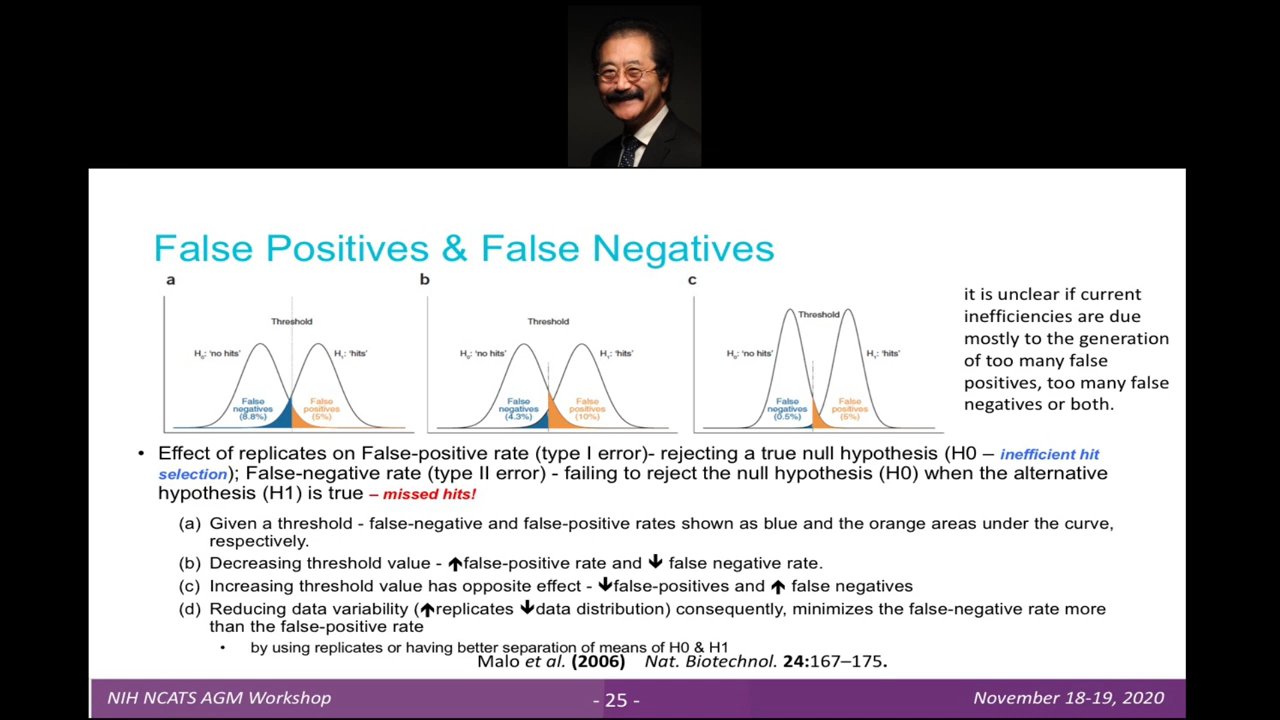 False Positives & False Negatives
a
Threshold
H₀: 'no hits'
H₁: 'hits'
False
negatives
(8.8%)
False
positives
(5%)
b
Threshold
H₀: 'no hits'
H₁: 'hits'
False
negatives
(4.3%)
False
positives
(10%)
c
Threshold
H₀: 'no hits'
H₁: 'hits'
False
negatives
(0.5%)
False
positives
(5%)
it is unclear if current
inefficiencies are due
mostly to the generation
of too many false
positives, too many false
negatives or both.
• Effect of replicates on False-positive rate (type I error)- rejecting a true null hypothesis (H0 – inefficient hit
selection); False-negative rate (type II error) - failing to reject the null hypothesis (H0) when the alternative
hypothesis (H1) is true – missed hits!
(a) Given a threshold - false-negative and false-positive rates shown as blue and the orange areas under the curve,
respectively.
(b) Decreasing threshold value - ↑false-positive rate and ↓ false negative rate.
(c) Increasing threshold value has opposite effect - ↓false-positives and ↑ false negatives
(d) Reducing data variability (↑replicates ↓data distribution) consequently, minimizes the false-negative rate more
than the false-positive rate
• by using replicates or having better separation of means of H0 & H1
Malo et al. (2006) Nat. Biotechnol. 24:167–175.
NIH NCATS AGM Workshop
- 25 -
November 18-19, 2020